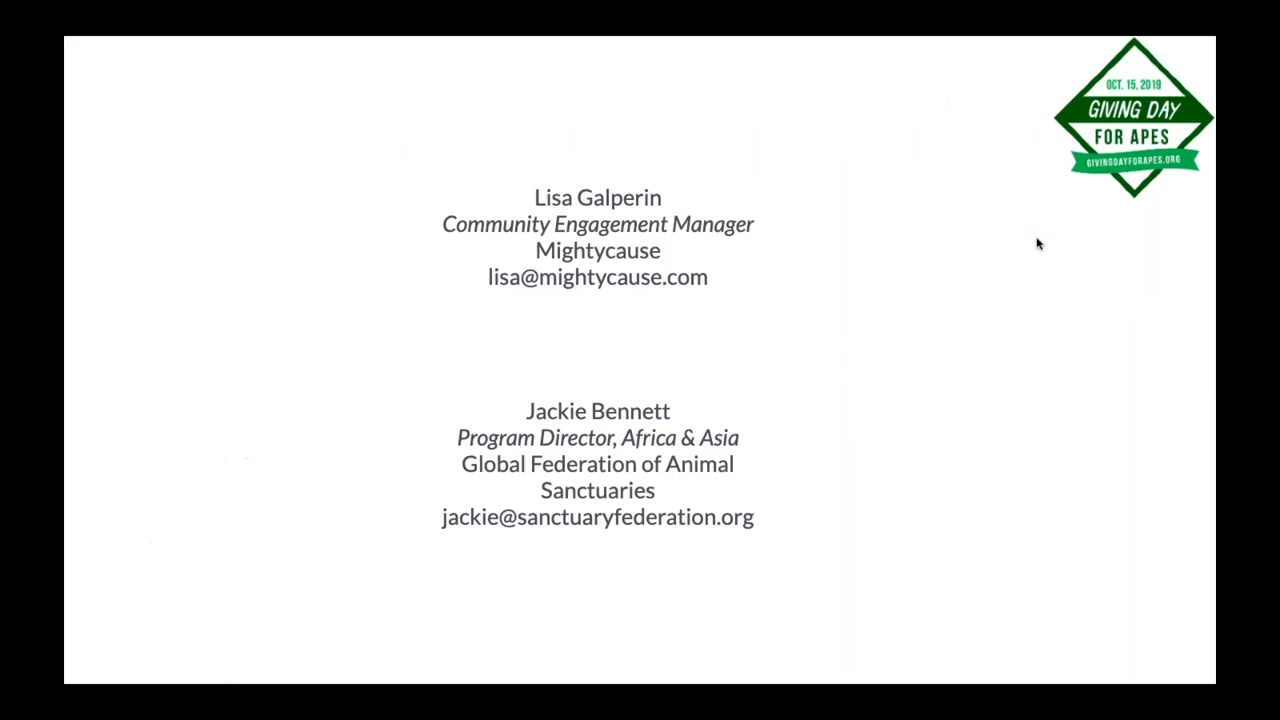 OCT. 15, 2019
GIVING DAY
FOR APES
GIVINGDAYFORAPES.ORG
Lisa Galperin
Community Engagement Manager
Mightycause
lisa@mightycause.com
Jackie Bennett
Program Director, Africa & Asia
Global Federation of Animal
Sanctuaries
jackie@sanctuaryfederation.org